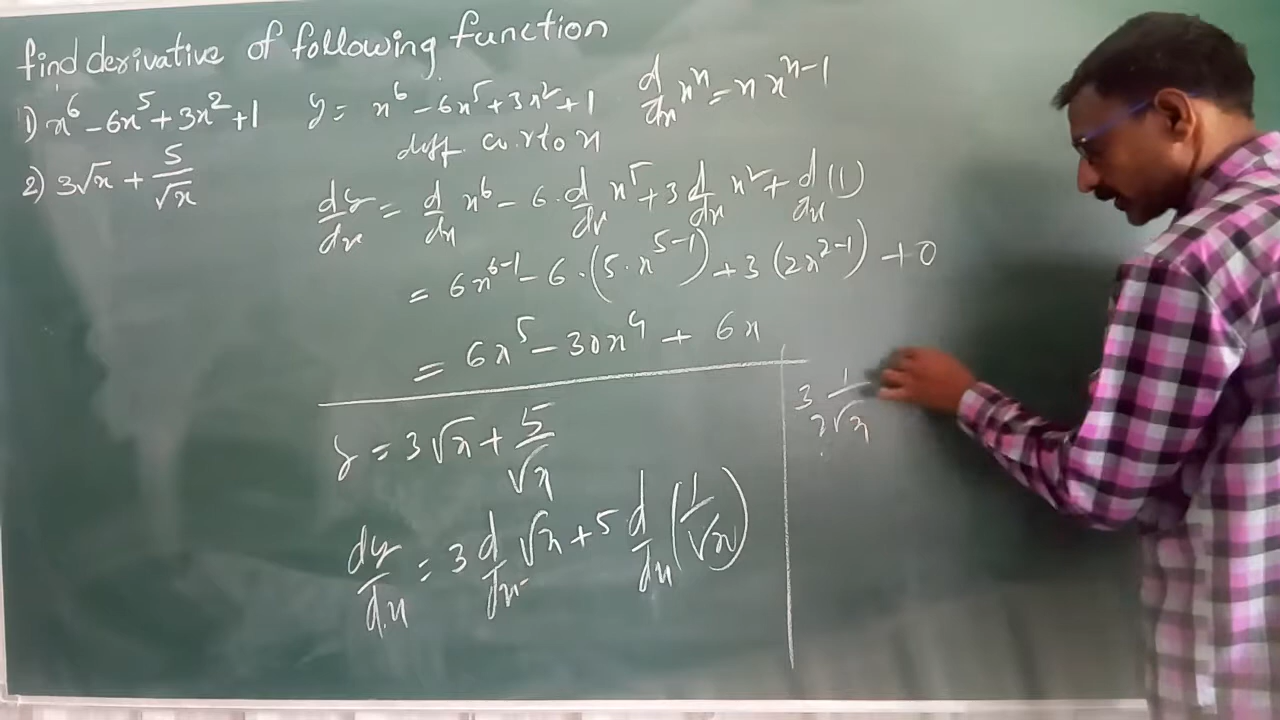 find derivative of following function
1) x⁶ - 6x⁵ + 3x² + 1
2) 3√x + 5/√x
y = x⁶ - 6x⁵ + 3x² + 1
d/dx xⁿ = n xⁿ⁻¹
diff w.r to x
dy/dx = d/dx x⁶ - 6 · d/dx x⁵ + 3 d/dx x² + d/dx (1)
= 6x⁶⁻¹ - 6 · (5 · x⁵⁻¹) + 3 (2x²⁻¹) + 0
= 6x⁵ - 30x⁴ + 6x
y = 3√x + 5/√x
dy/dx = 3 d/dx √x + 5 d/dx (1/√x)
3 1/2√x